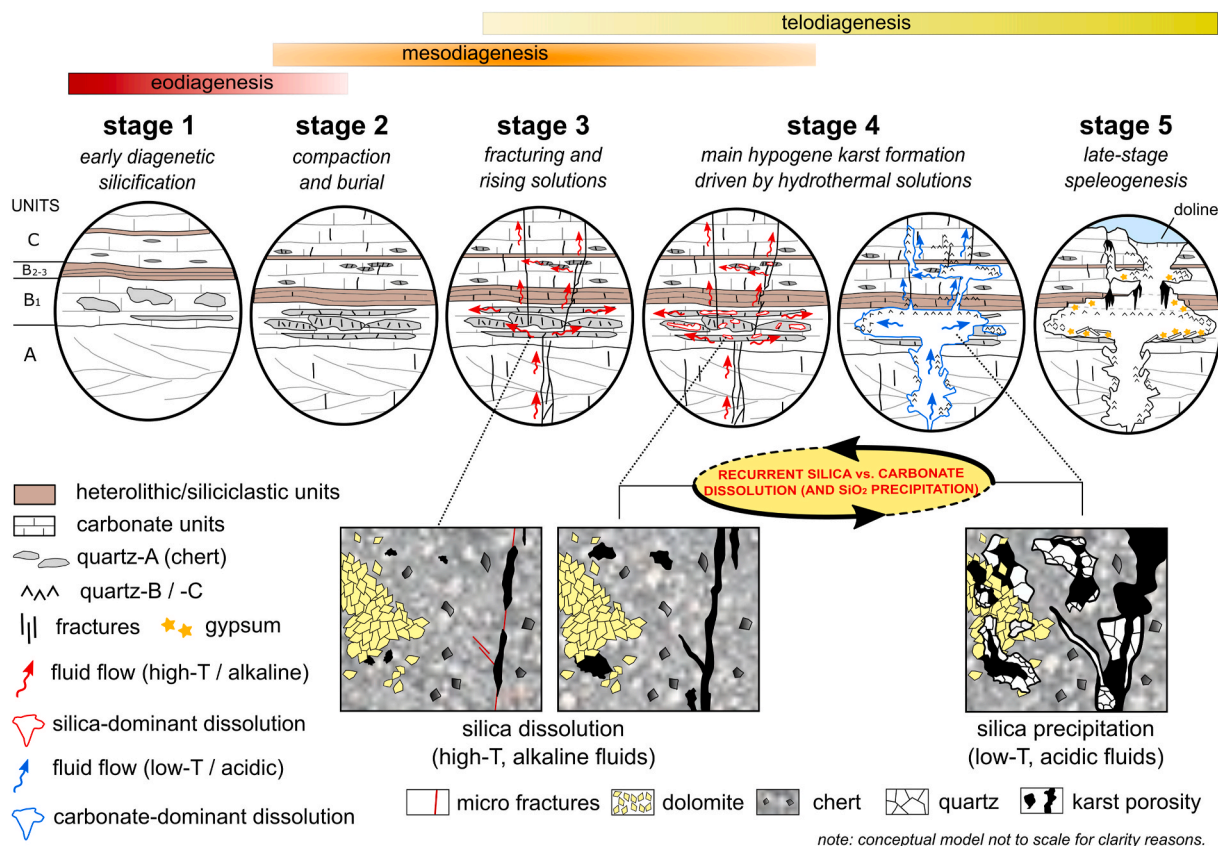 telodiagenesis
mesodiagenesis
eodiagenesis
stage 1
early diagenetic
silicification
stage 2
compaction
and burial
stage 3
fracturing and
rising solutions
stage 4
main hypogene karst formation
driven by hydrothermal solutions
stage 5
late-stage
speleogenesis
doline
UNITS
C
B2-3
B1
A
RECURRENT SILICA vs. CARBONATE
DISSOLUTION (AND SiO2 PRECIPITATION)
heterolithic/siliciclastic units
carbonate units
quartz-A (chert)
quartz-B / -C
fractures
gypsum
fluid flow (high-T / alkaline)
silica-dominant dissolution
fluid flow (low-T / acidic)
carbonate-dominant dissolution
silica dissolution
(high-T, alkaline fluids)
silica precipitation
(low-T, acidic fluids)
micro fractures
dolomite
chert
quartz
karst porosity
note: conceptual model not to scale for clarity reasons.